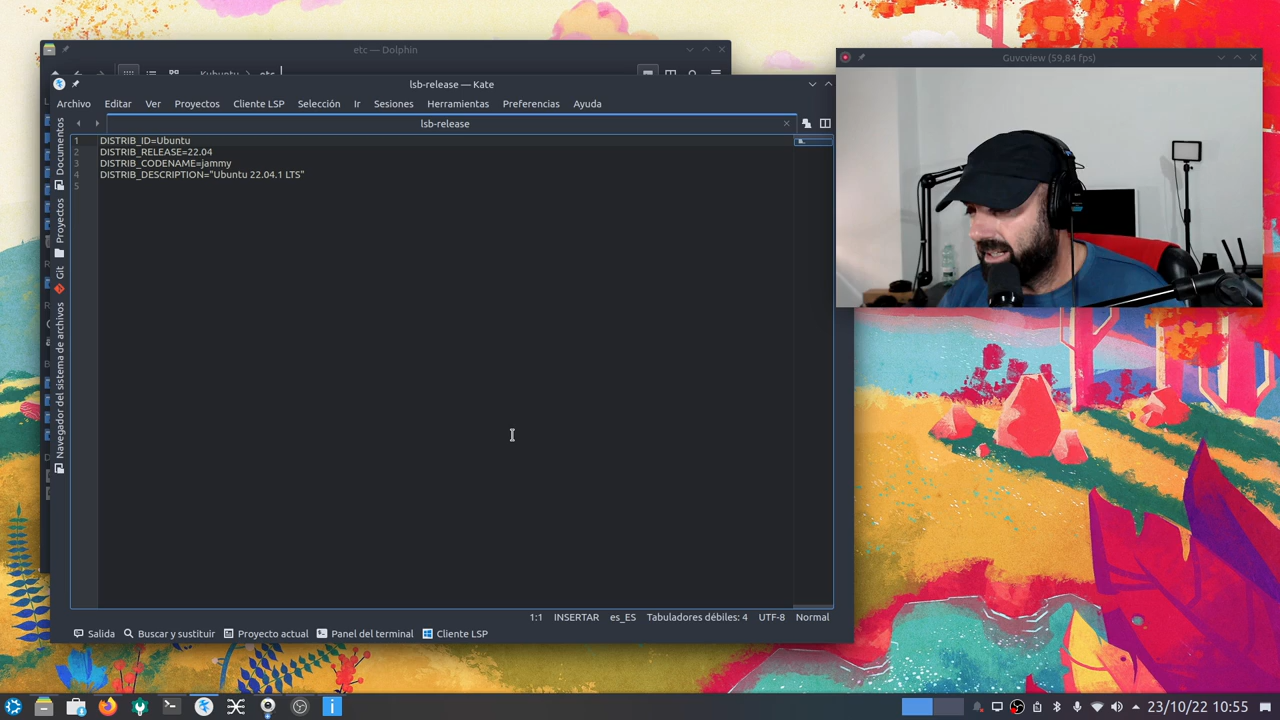 etc — Dolphin
Kubuntu > etc
lsb-release — Kate
Archivo Editar Ver Proyectos Cliente LSP Selección Ir Sesiones Herramientas Preferencias Ayuda
lsb-release
1 DISTRIB_ID=Ubuntu
2 DISTRIB_RELEASE=22.04
3 DISTRIB_CODENAME=jammy
4 DISTRIB_DESCRIPTION="Ubuntu 22.04.1 LTS"
5
Documentos
Proyectos
Git
Navegador del sistema de archivos
1:1 INSERTAR es_ES Tabuladores débiles: 4 UTF-8 Normal
Salida Buscar y sustituir Proyecto actual Panel del terminal Cliente LSP
Guvcview (59,84 fps)
23/10/22 10:55